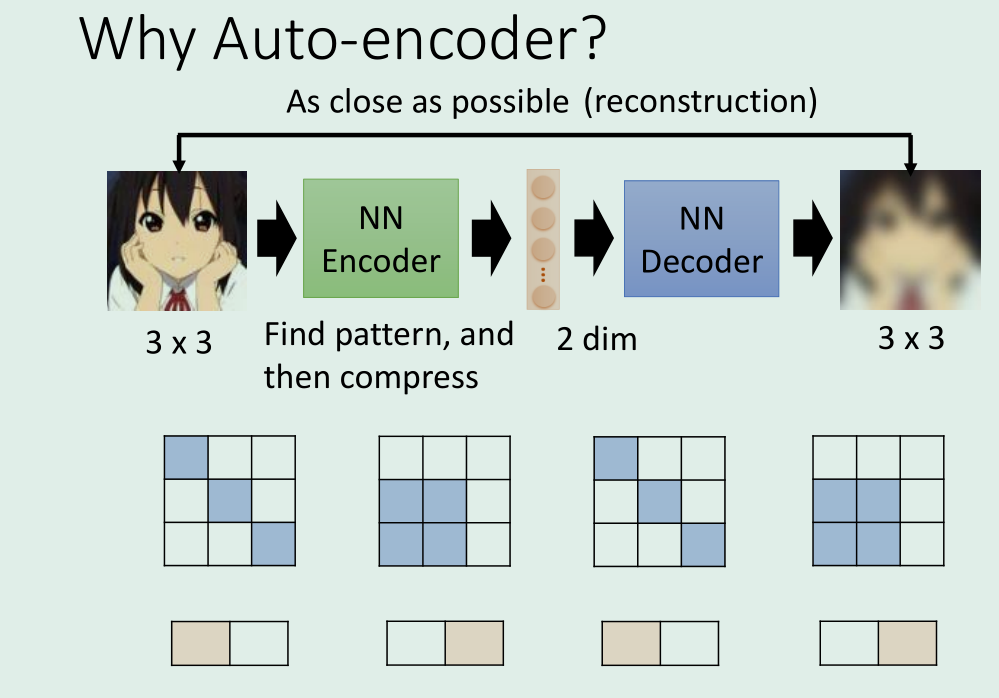 Why Auto-encoder?
As close as possible (reconstruction)
NN
Encoder
NN
Decoder
3 x 3
Find pattern, and
then compress
2 dim
3 x 3